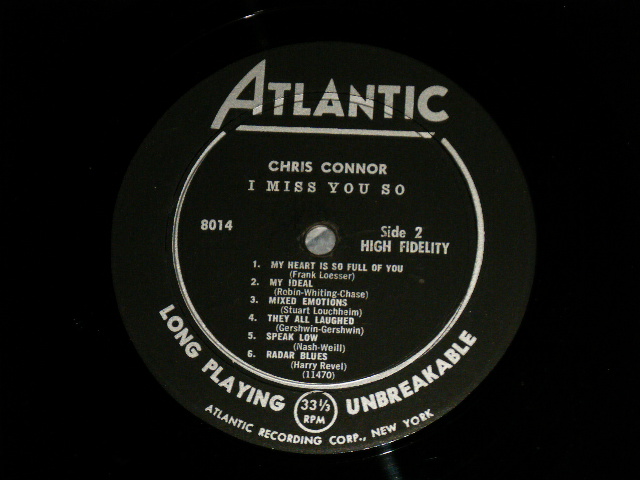 ATLANTIC
CHRIS CONNOR
I MISS YOU SO
8014
Side 2
HIGH FIDELITY
1. MY HEART IS SO FULL OF YOU
(Frank Loesser)
2. MY IDEAL
(Robin-Whiting-Chase)
3. MIXED EMOTIONS
(Stuart Louchheim)
4. THEY ALL LAUGHED
(Gershwin-Gershwin)
5. SPEAK LOW
(Nash-Weill)
6. RADAR BLUES
(Harry Revel)
(11470)
LONG PLAYING 33 1/3 RPM UNBREAKABLE
ATLANTIC RECORDING CORP., NEW YORK